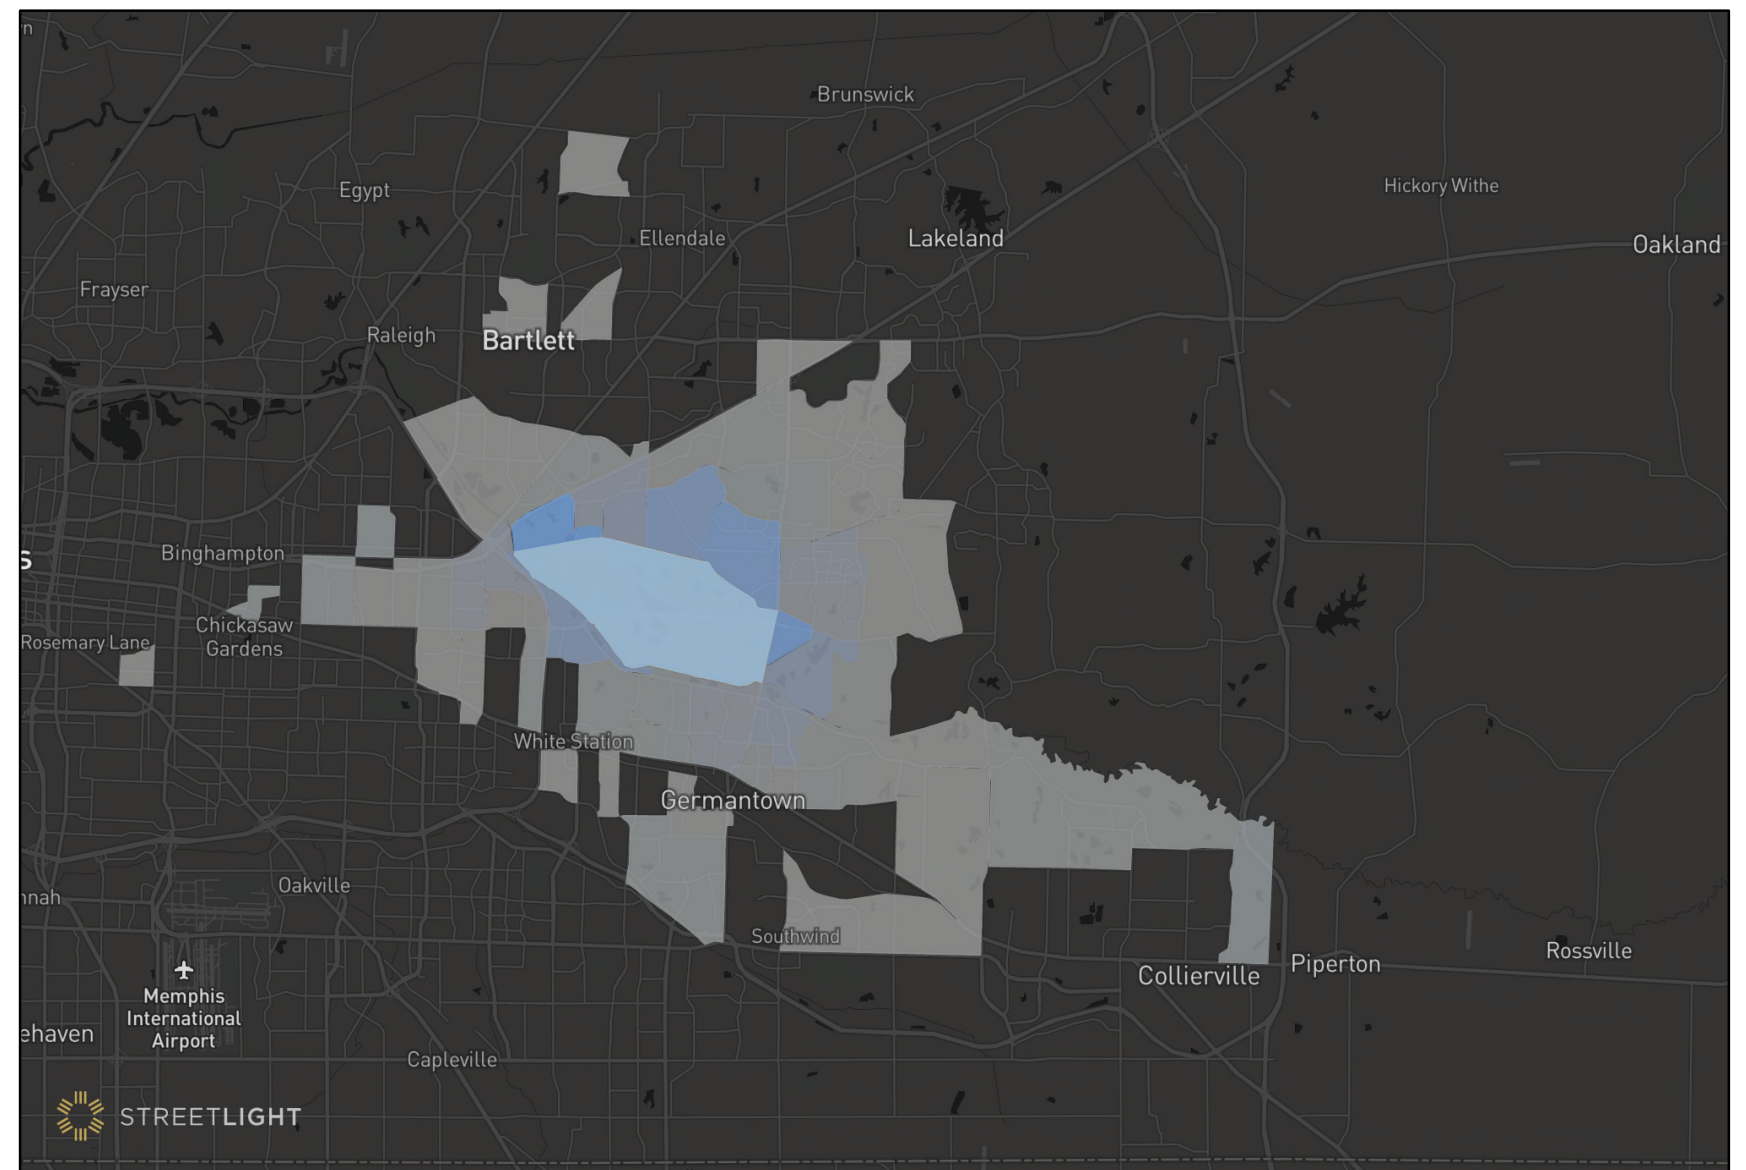 n
Brunswick
Egypt
Hickory Withe
Ellendale
Lakeland
Oakland
Frayser
Raleigh
Bartlett
Binghampton
s
Chickasaw
Gardens
Rosemary Lane
White Station
Germantown
Oakville
nnah
Southwind
Rossville
Piperton
Collierville
Memphis
International
Airport
ehaven
Capleville
STREETLIGHT